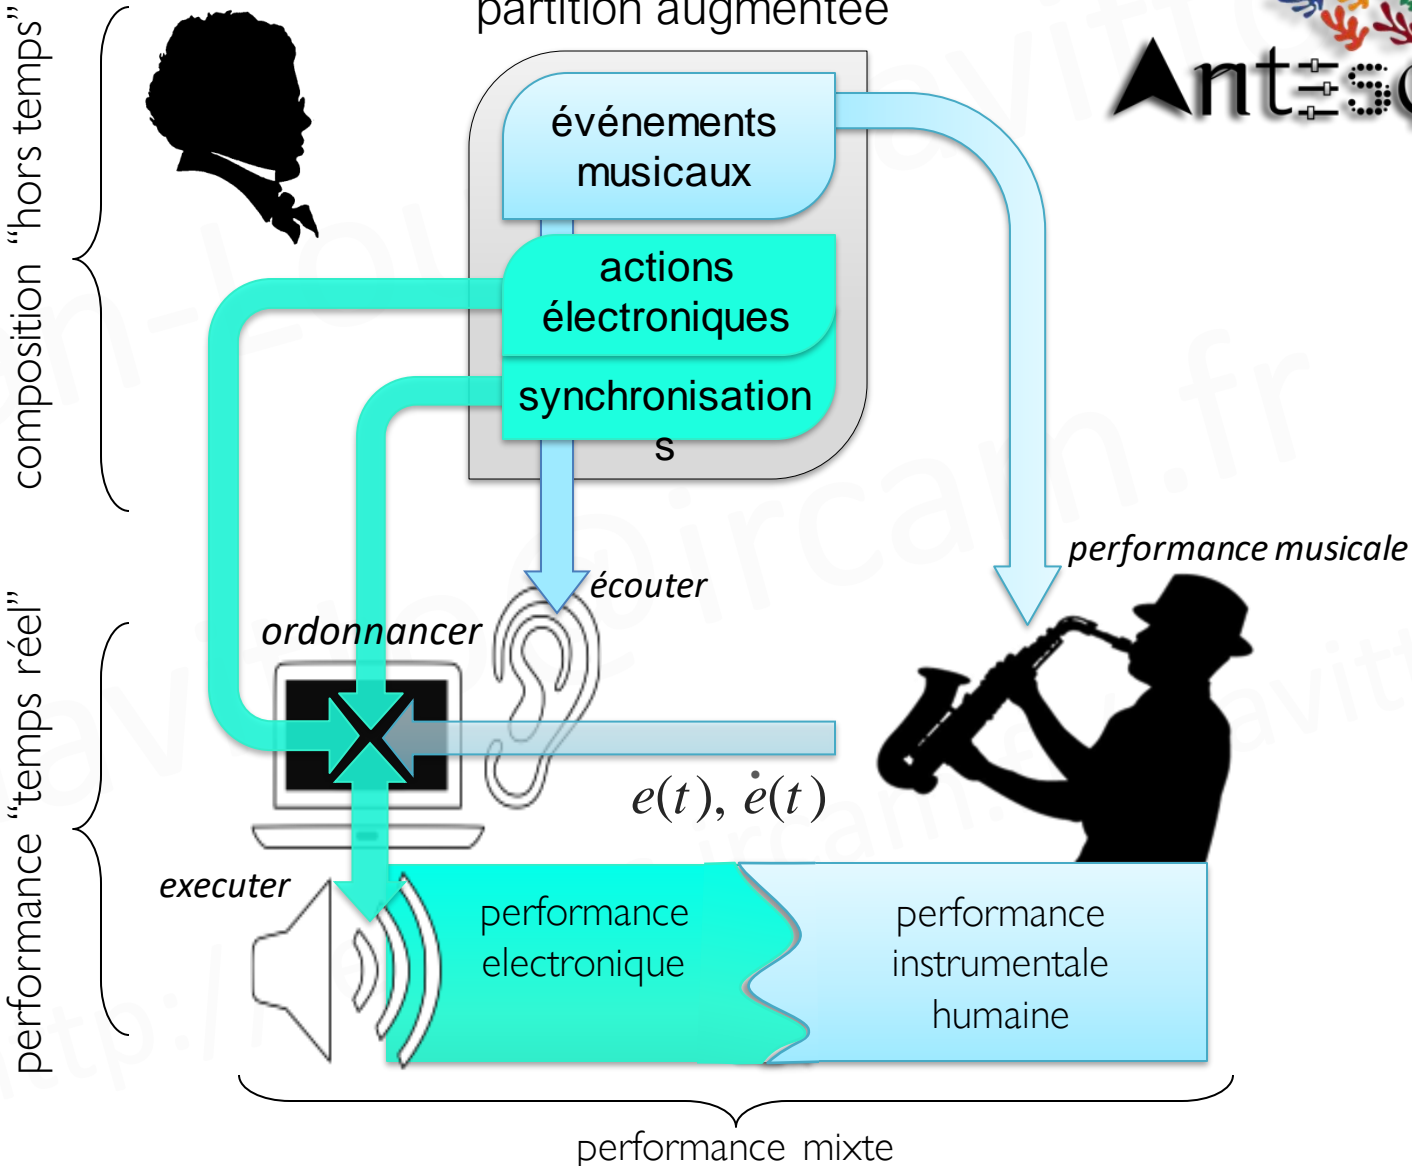 partition augmentée
Antesc
composition “hors temps”
événements
musicaux
actions
électroniques
synchronisation
s
performance musicale
écouter
ordonnancer
performance “temps réel”
e(t), ė(t)
executer
performance
electronique
performance
instrumentale
humaine
performance mixte